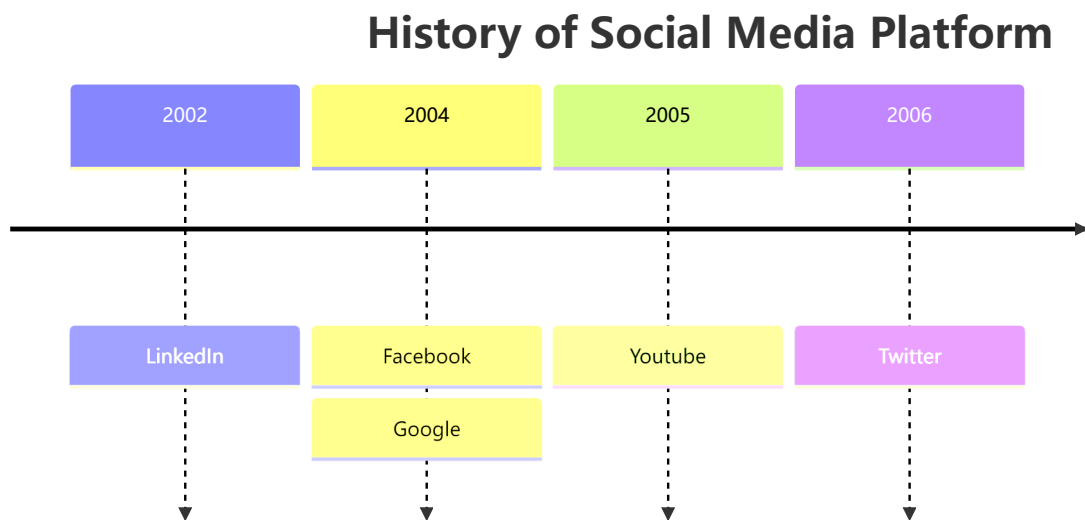 History of Social Media Platform
2002
2004
2005
2006
LinkedIn
Facebook
Youtube
Twitter
Google